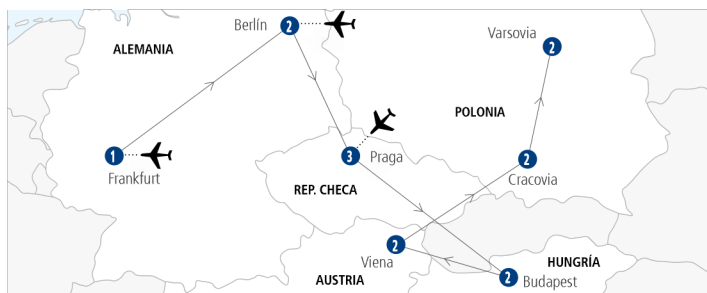 Berlín
2
ALEMANIA
Varsovia
2
POLONIA
1
Frankfurt
3
Praga
2
Cracovia
REP. CHECA
2
Viena
HUNGRÍA
AUSTRIA
2
Budapest